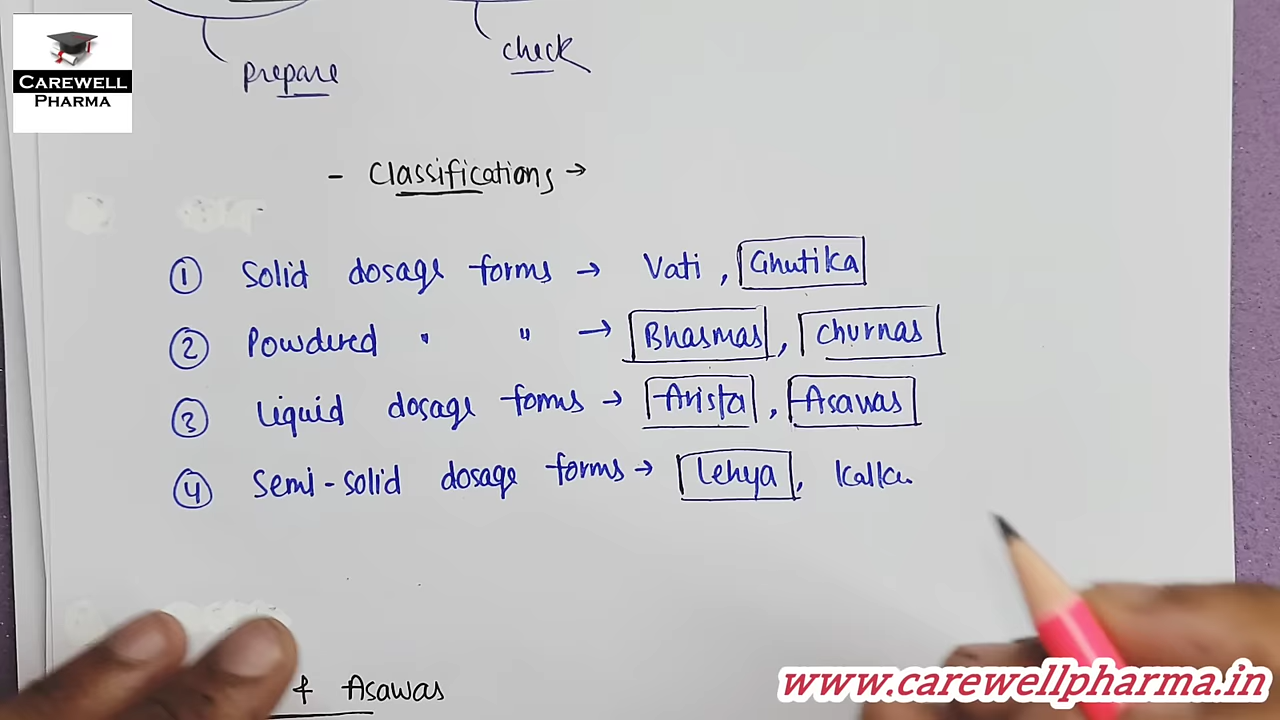 CAREWELL
PHARMA
prepare
check
- Classifications →
① Solid dosage forms → Vati, Ghutika
② Powdered " " → Bhasmas, Churnas
③ Liquid dosage forms → Arista, Asawas
④ Semi-solid dosage forms → Lehya, Kalka
& Asawas
www.carewellpharma.in